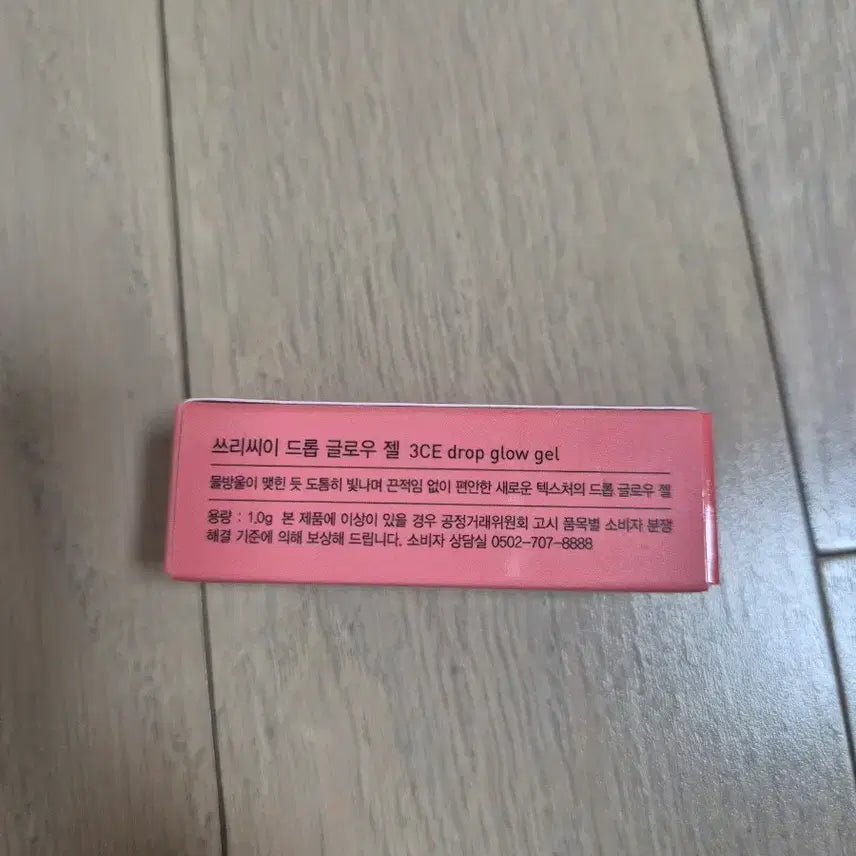 쓰리씨이 드롭 글로우 젤 3CE drop glow gel
물방울이 맺힌 듯 도톰히 빛나며 끈적임 없이 편안한 새로운 텍스처의 드롭 글로우 젤
용량 : 1.0g 본 제품에 이상이 있을 경우 공정거래위원회 고시 품목별 소비자 분쟁
해결 기준에 의해 보상해 드립니다. 소비자 상담실 0502-707-8888